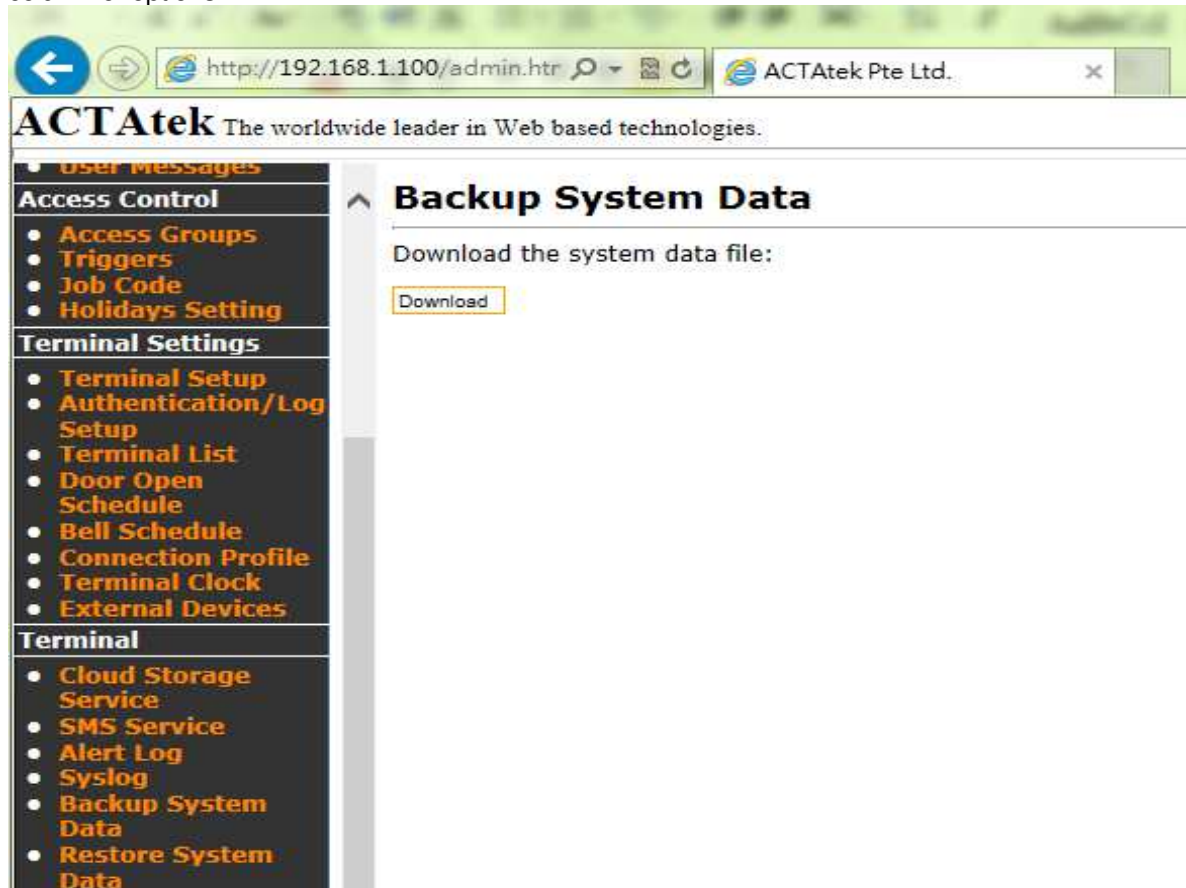 http://192.168.1.100/admin.htr
ACTAtek Pte Ltd.
ACTAtek The worldwide leader in Web based technologies.
User Messages
Access Control
Access Groups
Triggers
Job Code
Holidays Setting
Terminal Settings
Terminal Setup
Authentication/Log
Setup
Terminal List
Door Open
Schedule
Bell Schedule
Connection Profile
Terminal Clock
External Devices
Terminal
Cloud Storage
Service
SMS Service
Alert Log
Syslog
Backup System
Data
Restore System
Data
Backup System Data
Download the system data file:
Download